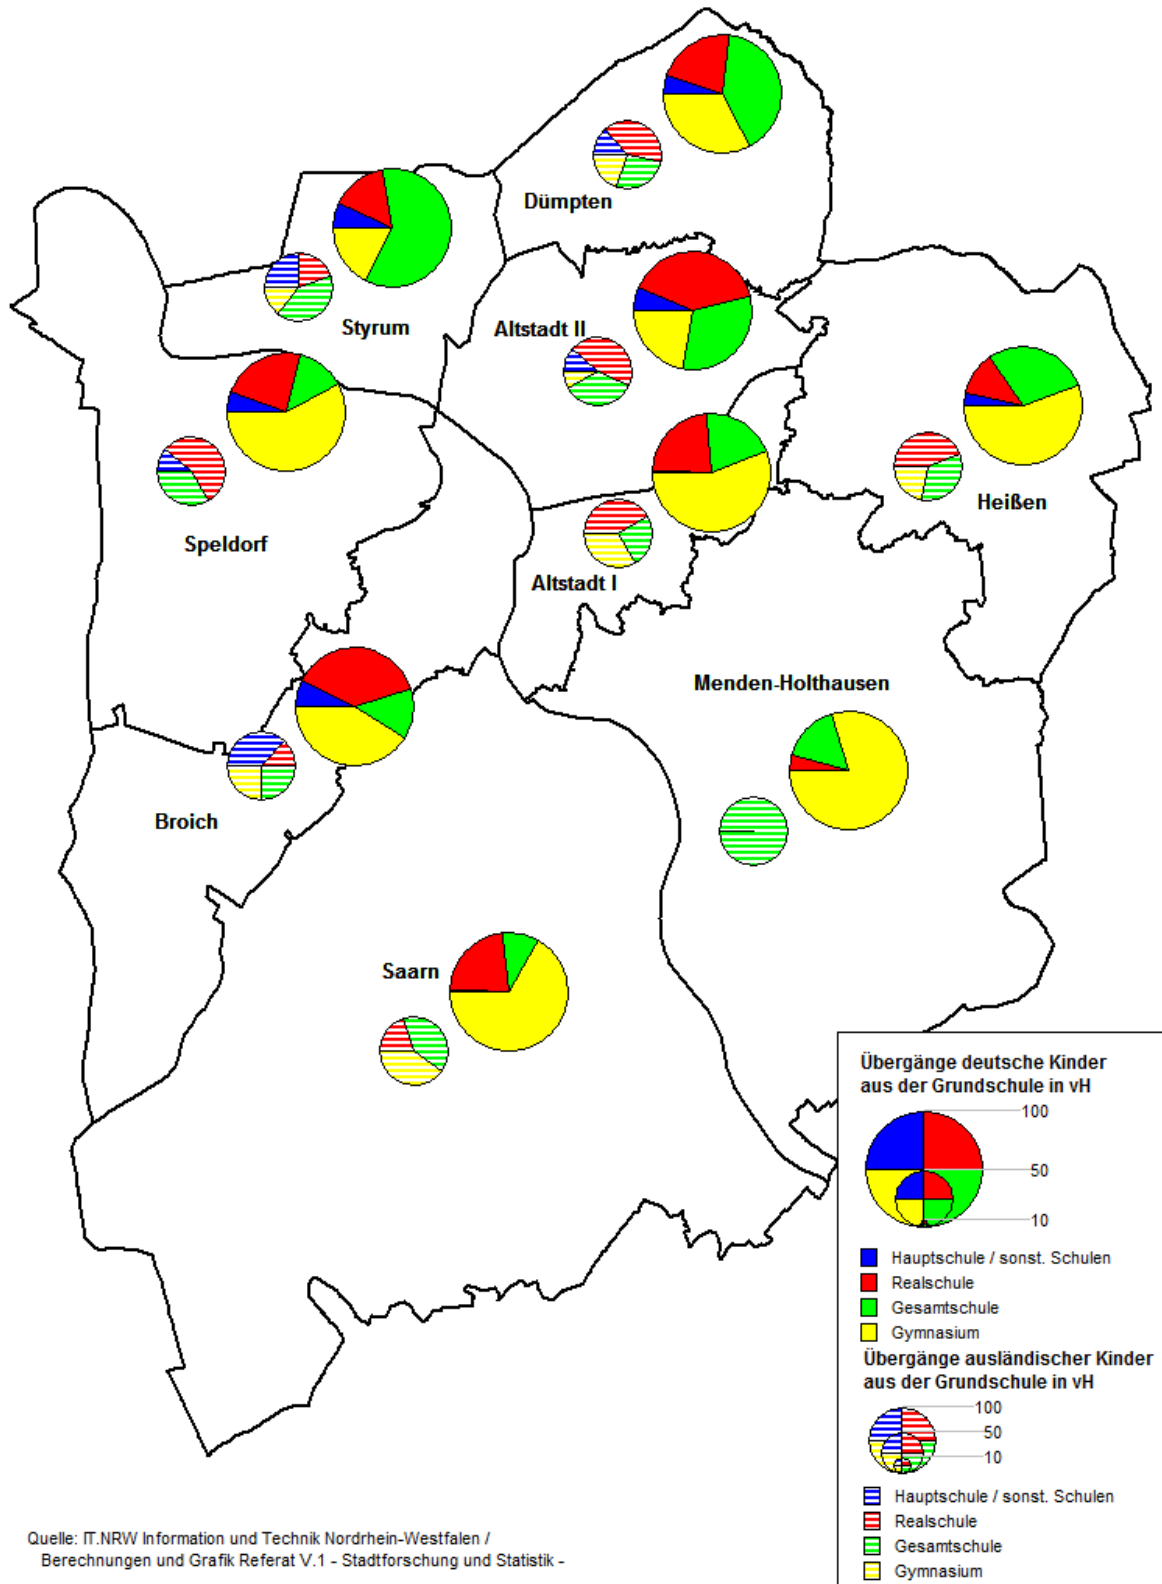 Dümpten
Styrum
Altstadt II
Heißen
Speldorf
Altstadt I
Menden-Holthausen
Broich
Saarn
Übergänge deutsche Kinder
aus der Grundschule in vH
100
50
10
Hauptschule / sonst. Schulen
Realschule
Gesamtschule
Gymnasium
Übergänge ausländischer Kinder
aus der Grundschule in vH
100
50
10
Hauptschule / sonst. Schulen
Realschule
Gesamtschule
Gymnasium
Quelle: IT.NRW Information und Technik Nordrhein-Westfalen /
Berechnungen und Grafik Referat V.1 - Stadtforschung und Statistik -